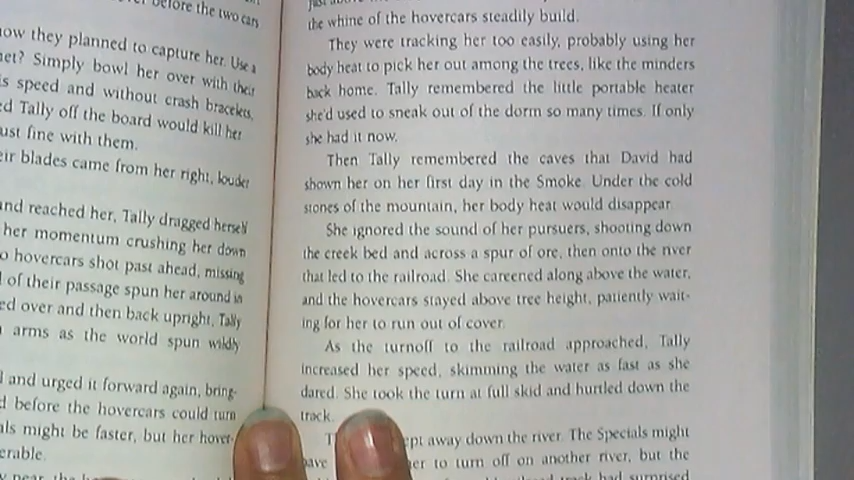 before the two cars
ow they planned to capture her. Use a
net? Simply bowl her over with their
s speed and without crash bracelets,
ed Tally off the board would kill her
ust fine with them.
eir blades came from her right, louder
and reached her, Tally dragged herself
her momentum crushing her down
o hovercars shot past ahead, missing
l of their passage spun her around in
ed over and then back upright, Tally
arms as the world spun wildly
l and urged it forward again, bring-
d before the hovercars could turn
als might be faster, but her hover-
erable.
the whine of the hovercars steadily build.
They were tracking her too easily, probably using her
body heat to pick her out among the trees, like the minders
back home. Tally remembered the little portable heater
she'd used to sneak out of the dorm so many times. If only
she had it now.
Then Tally remembered the caves that David had
shown her on her first day in the Smoke. Under the cold
stones of the mountain, her body heat would disappear.
She ignored the sound of her pursuers, shooting down
the creek bed and across a spur of ore, then onto the river
that led to the railroad. She careened along above the water,
and the hovercars stayed above tree height, patiently wait-
ing for her to run out of cover.
As the turnoff to the railroad approached, Tally
increased her speed, skimming the water as fast as she
dared. She took the turn at full skid and hurtled down the
track.
ept away down the river. The Specials might
ave her to turn off on another river, but the
track had surprised